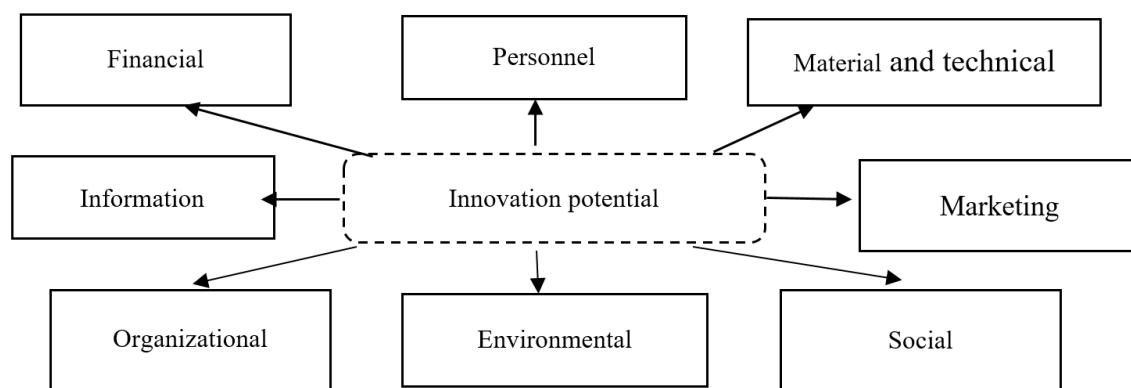 Financial
Personnel
Material and technical
Information
Innovation potential
Marketing
Organizational
Environmental
Social